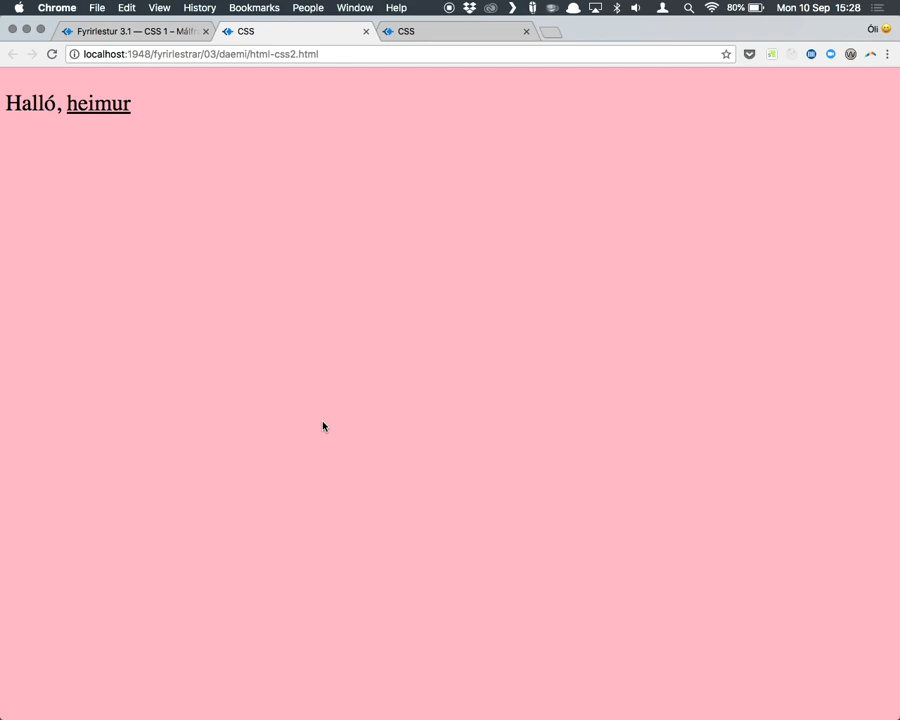 Chrome File Edit View History Bookmarks People Window Help 80% Mon 10 Sep 15:28
Fyrirlestur 3.1 — CSS 1 – Málfr CSS CSS Óli
localhost:1948/fyrirlestrar/03/daemi/html-css2.html
Halló, heimur